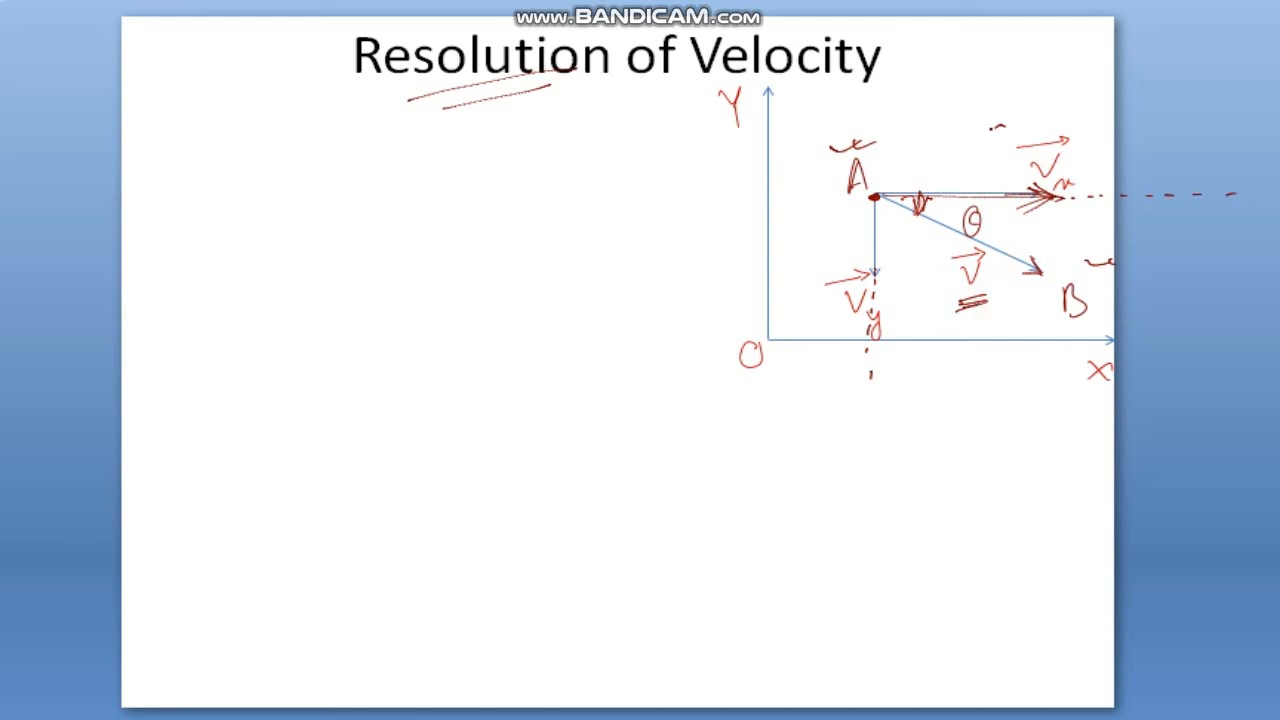 www.BANDICAM.com
Resolution of Velocity
Y
A
V x
θ
V
V y
B
O
X